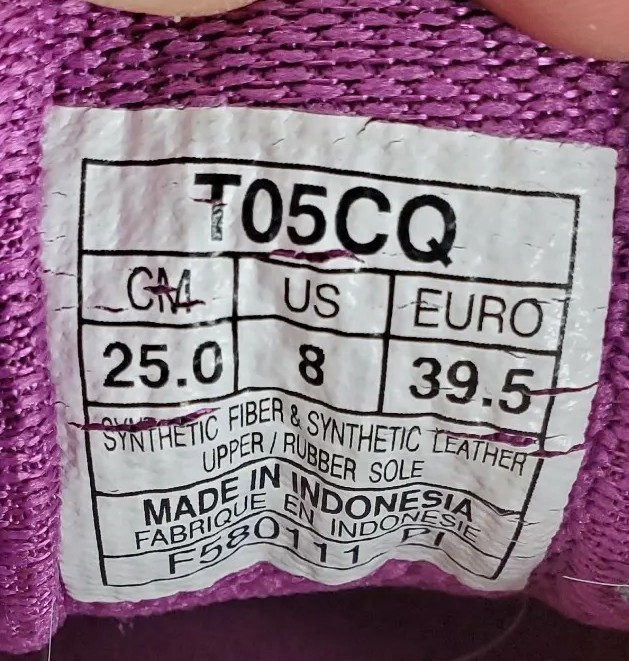 T05CQ
CM US EURO
25.0 8 39.5
SYNTHETIC FIBER & SYNTHETIC LEATHER
UPPER / RUBBER SOLE
MADE IN INDONESIA
FABRIQUE EN INDONESIE
F580111 PI